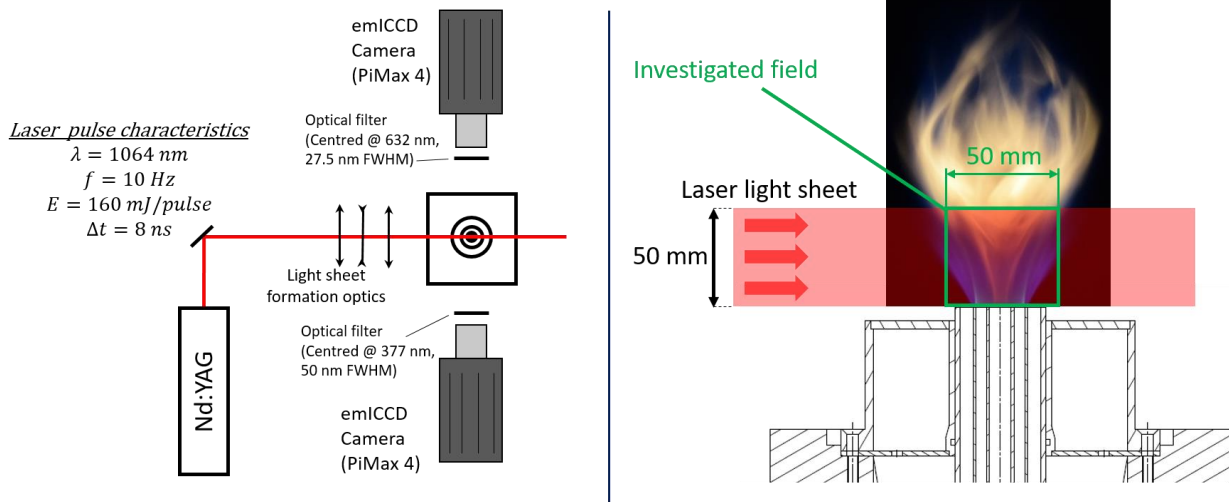 emICCD
Camera
(PiMax 4)
Optical filter
(Centred @ 632 nm,
27.5 nm FWHM)
Laser pulse characteristics
λ = 1064 nm
f = 10 Hz
E = 160 mJ/pulse
Δt = 8 ns
Light sheet
formation optics
Optical filter
(Centred @ 377 nm,
50 nm FWHM)
Nd:YAG
emICCD
Camera
(PiMax 4)
Investigated field
50 mm
Laser light sheet
50 mm